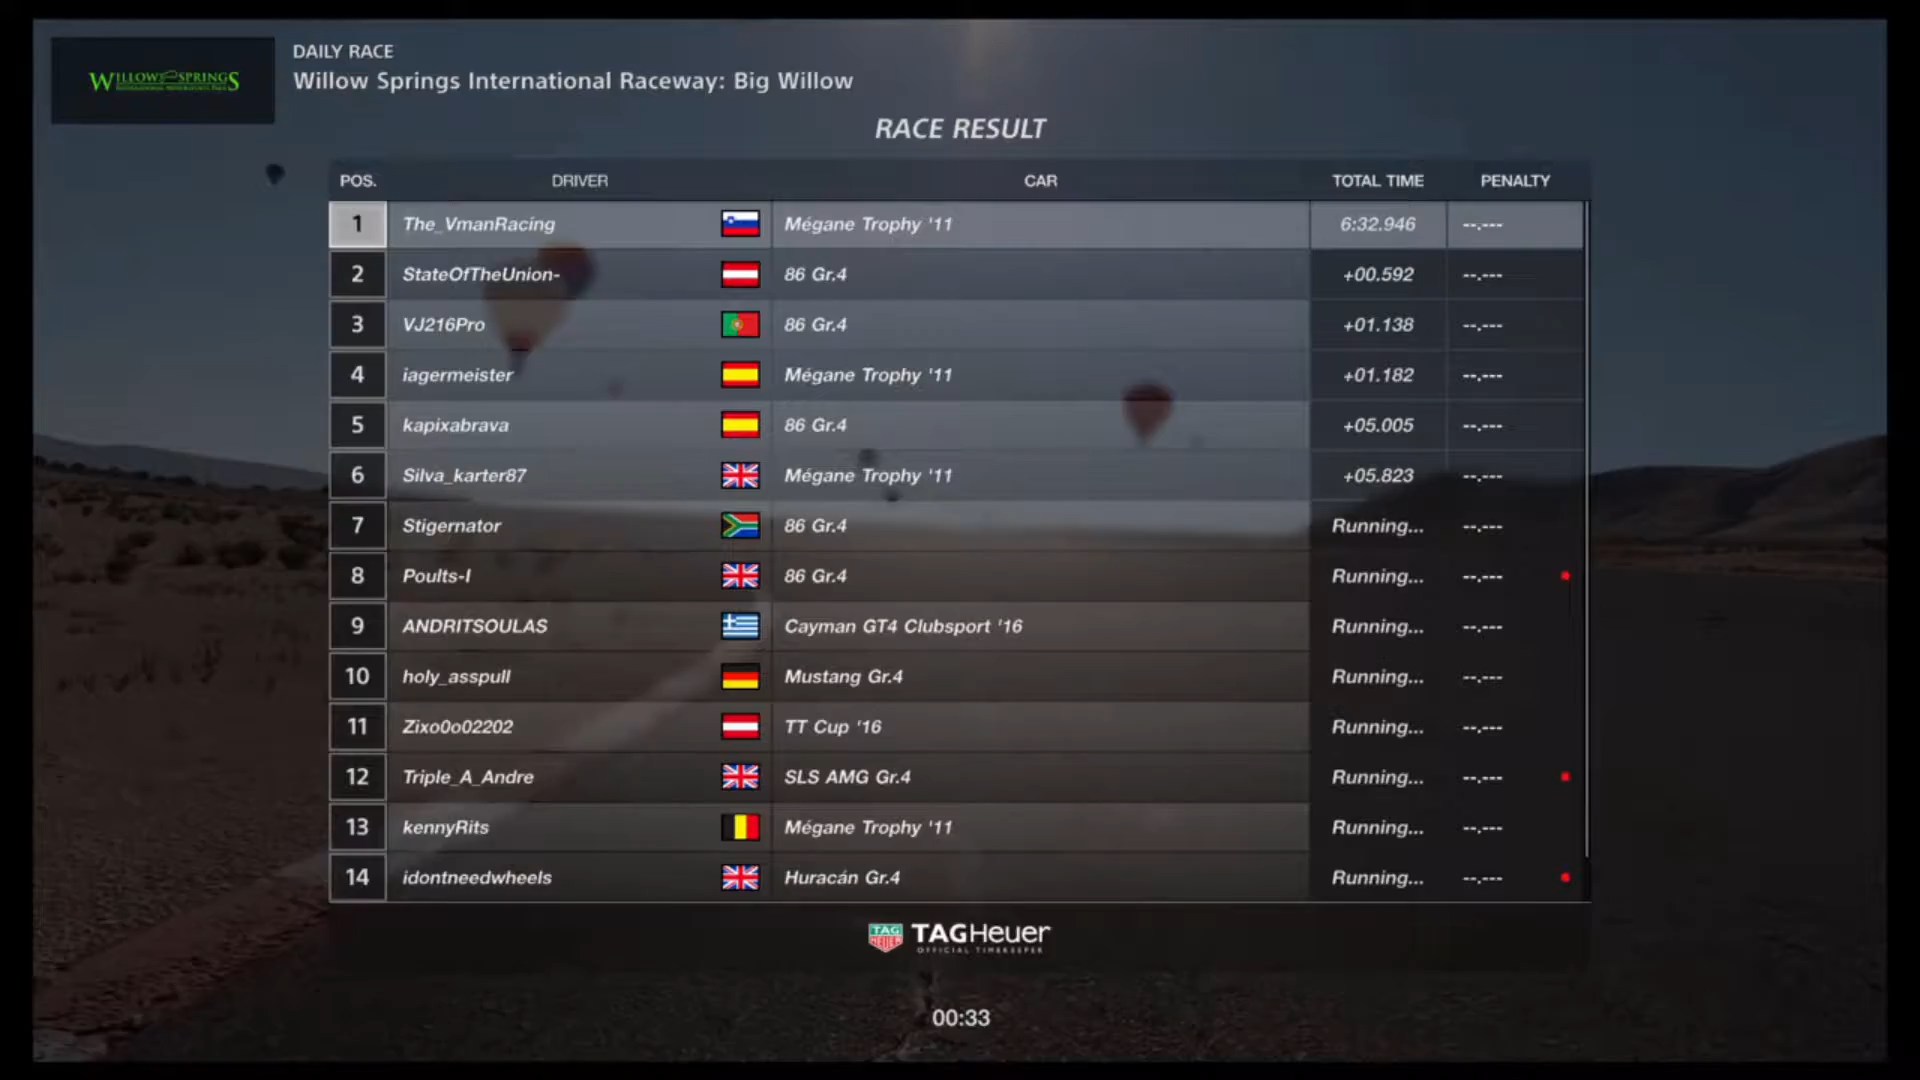 WILLOW SPRINGS
DAILY RACE
Willow Springs International Raceway: Big Willow
RACE RESULT
POS. DRIVER CAR TOTAL TIME PENALTY
1 The_VmanRacing Mégane Trophy '11 6:32.946 --.---
2 StateOfTheUnion- 86 Gr.4 +00.592 --.---
3 VJ216Pro 86 Gr.4 +01.138 --.---
4 iagermeister Mégane Trophy '11 +01.182 --.---
5 kapixabrava 86 Gr.4 +05.005 --.---
6 Silva_karter87 Mégane Trophy '11 +05.823 --.---
7 Stigernator 86 Gr.4 Running... --.---
8 Poults-I 86 Gr.4 Running... --.---
9 ANDRITSOULAS Cayman GT4 Clubsport '16 Running... --.---
10 holy_asspull Mustang Gr.4 Running... --.---
11 Zixo0o02202 TT Cup '16 Running... --.---
12 Triple_A_Andre SLS AMG Gr.4 Running... --.---
13 kennyRits Mégane Trophy '11 Running... --.---
14 idontneedwheels Huracán Gr.4 Running... --.---
TAG HEUER TAGHeuer
OFFICIAL TIMEKEEPER
00:33